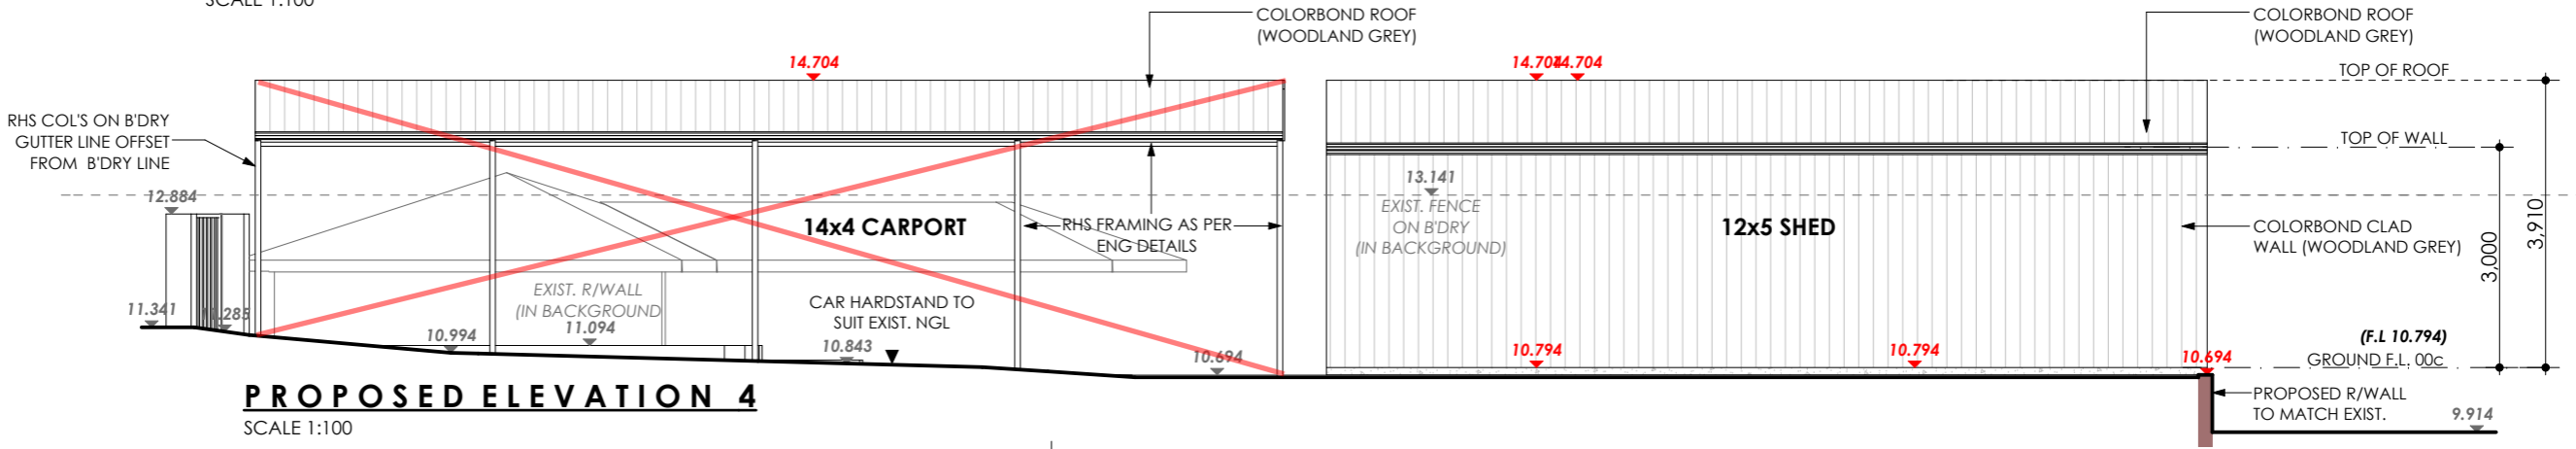 SCALE 1:100
COLORBOND ROOF
(WOODLAND GREY)
COLORBOND ROOF
(WOODLAND GREY)
14.704
14.704
14.704
TOP OF ROOF
RHS COL'S ON B'DRY
GUTTER LINE OFFSET
FROM B'DRY LINE
TOP OF WALL
12.884
13.141
EXIST. FENCE
ON B'DRY
(IN BACKGROUND)
14x4 CARPORT
RHS FRAMING AS PER
ENG DETAILS
12x5 SHED
COLORBOND CLAD
WALL (WOODLAND GREY)
3,000
3,910
EXIST. R/WALL
(IN BACKGROUND
11.094
CAR HARDSTAND TO
SUIT EXIST. NGL
11.341
11.285
10.994
10.843
10.694
10.794
10.794
(F.L 10.794)
GROUND F.L. 00c
10.694
PROPOSED R/WALL
TO MATCH EXIST.
9.914
PROPOSED ELEVATION 4
SCALE 1:100